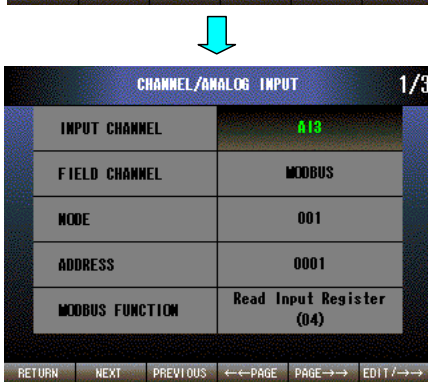 CHANNEL/ANALOG INPUT 1/3
INPUT CHANNEL AI3
FIELD CHANNEL MODBUS
NODE 001
ADDRESS 0001
MODBUS FUNCTION Read Input Register
(04)
RETURN NEXT PREVIOUS ←←PAGE PAGE→→ EDIT/→→